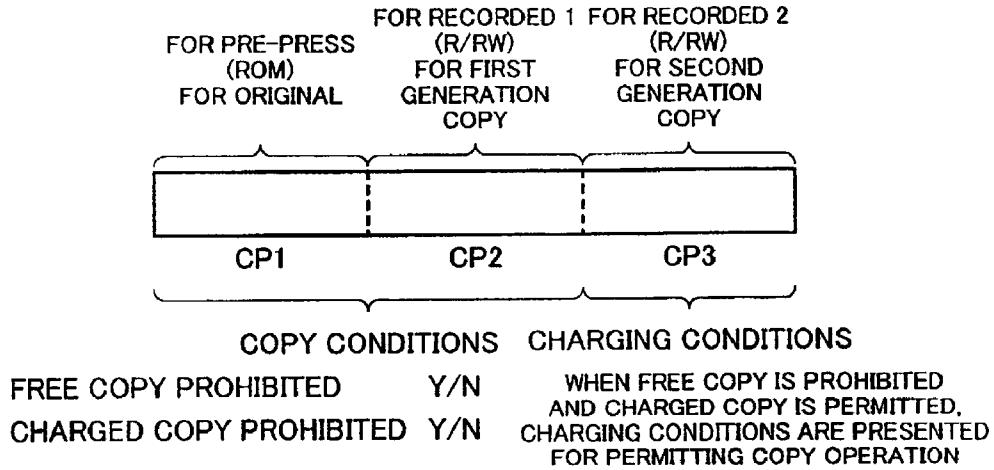 FOR PRE-PRESS
(ROM)
FOR ORIGINAL
FOR RECORDED 1
(R/RW)
FOR FIRST
GENERATION
COPY
FOR RECORDED 2
(R/RW)
FOR SECOND
GENERATION
COPY
CP1
CP2
CP3
COPY CONDITIONS
FREE COPY PROHIBITED Y/N
CHARGED COPY PROHIBITED Y/N
CHARGING CONDITIONS
WHEN FREE COPY IS PROHIBITED
AND CHARGED COPY IS PERMITTED,
CHARGING CONDITIONS ARE PRESENTED
FOR PERMITTING COPY OPERATION